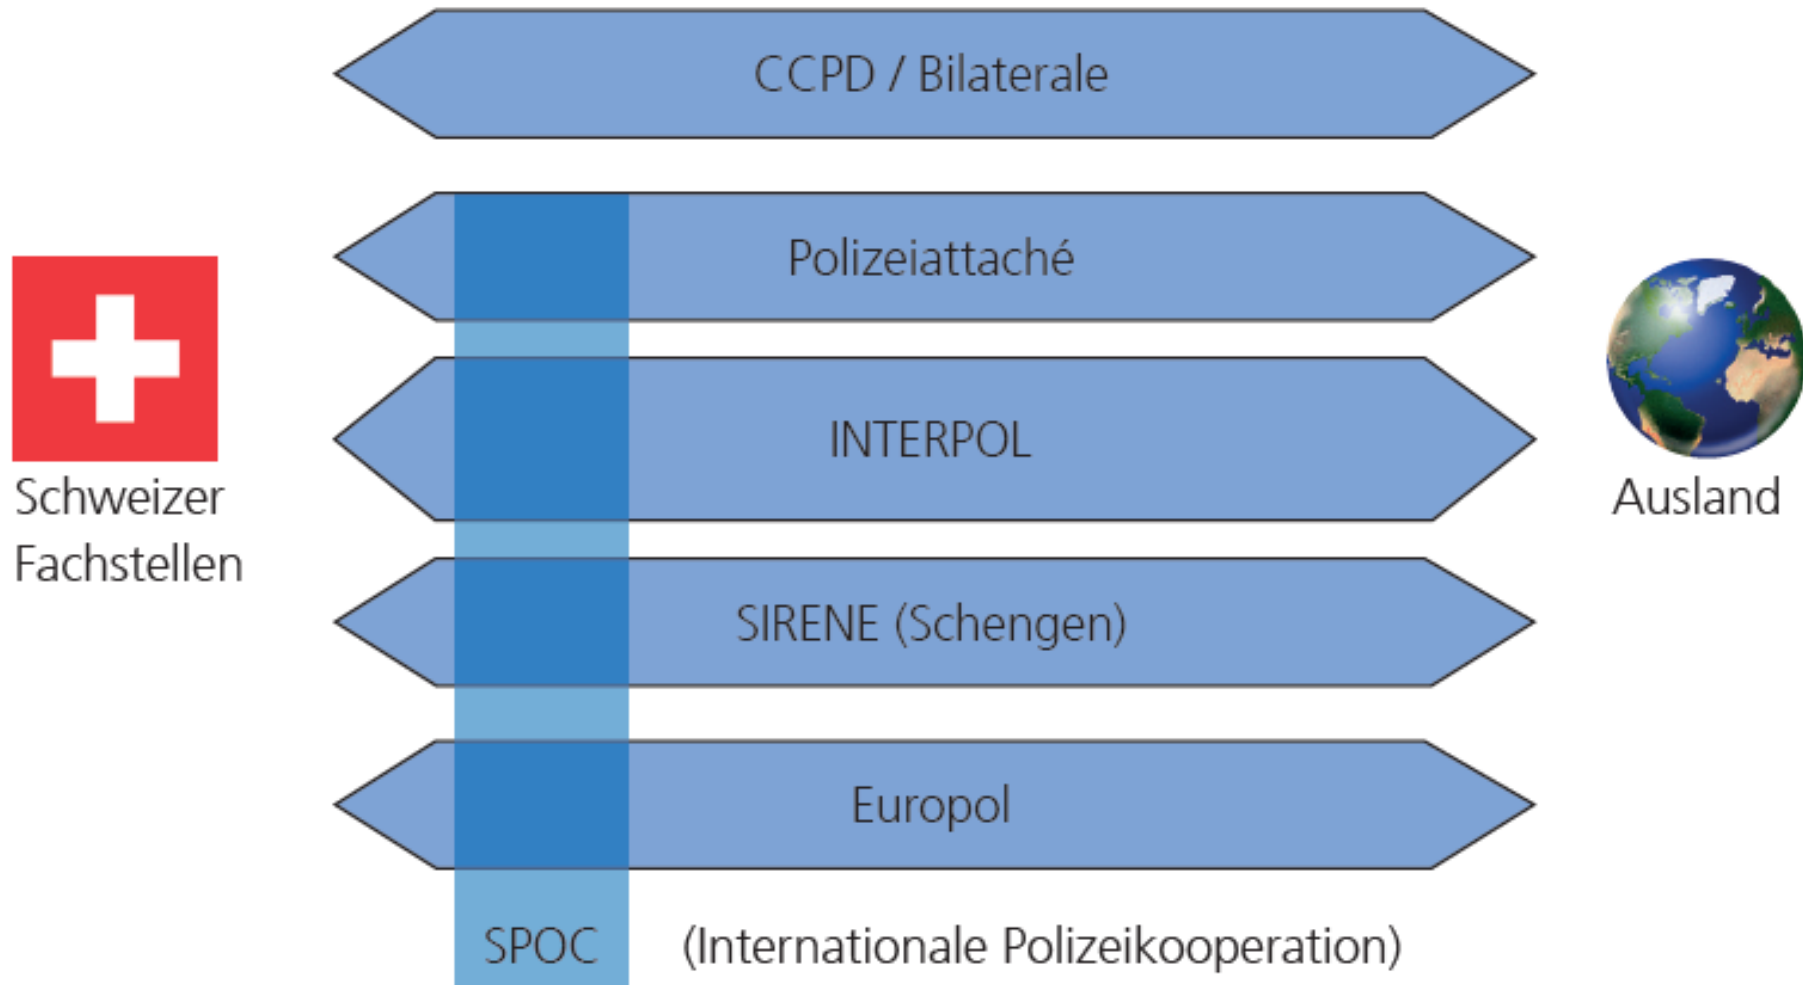 CCPD / Bilaterale
Polizeiattaché
INTERPOL
Schweizer
Fachstellen
Ausland
SIRENE (Schengen)
Europol
SPOC (Internationale Polizeikooperation)